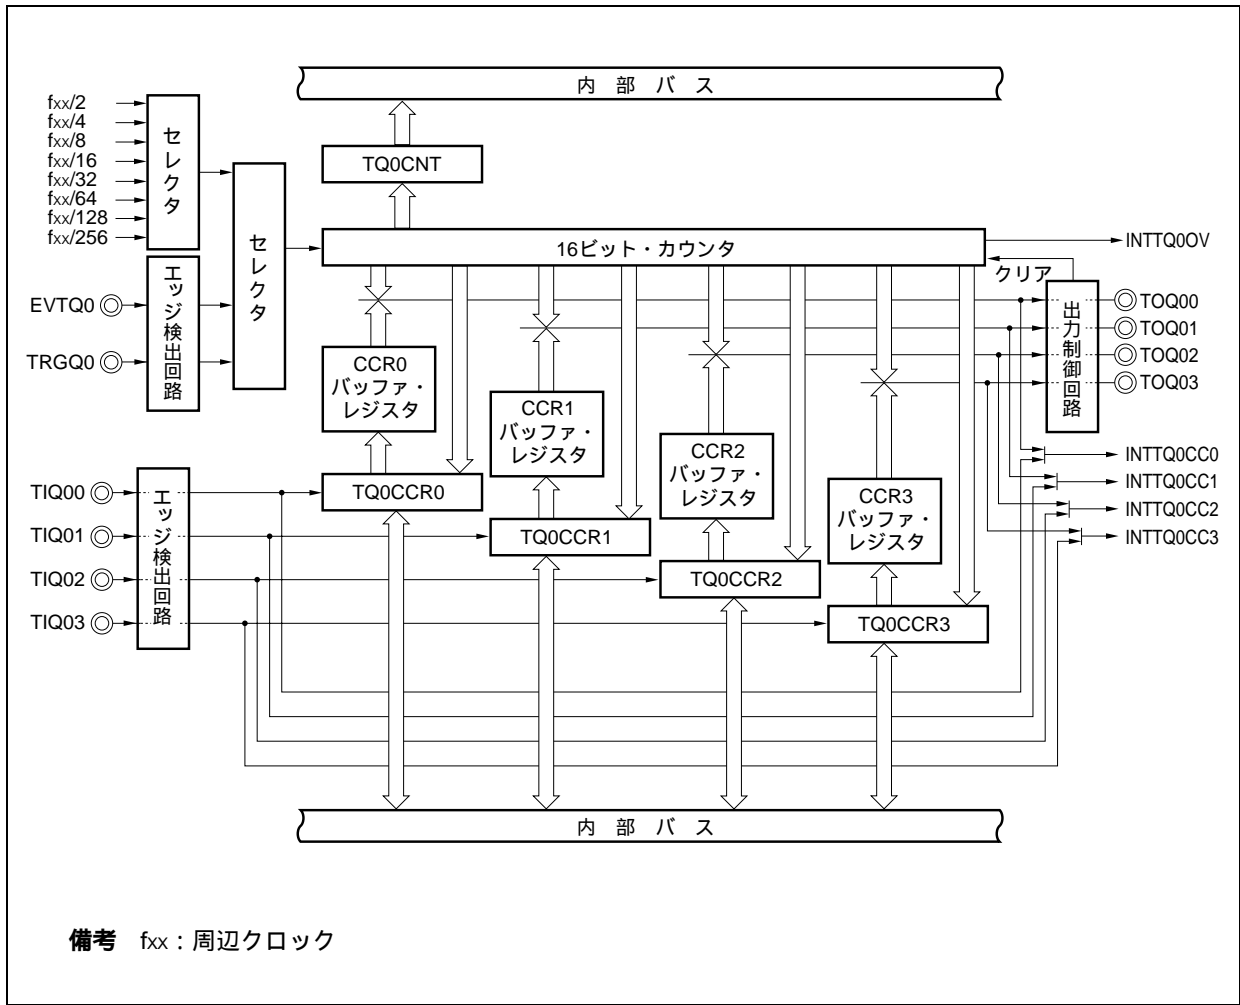 内部バス
fxx/2
fxx/4
fxx/8
fxx/16
fxx/32
fxx/64
fxx/128
fxx/256
セレクタ
TQ0CNT
セレクタ
16ビット・カウンタ
INTTQ0OV
クリア
EVTQ0
TRGQ0
エッジ検出回路
CCR0
バッファ・
レジスタ
CCR1
バッファ・
レジスタ
CCR2
バッファ・
レジスタ
CCR3
バッファ・
レジスタ
出力制御回路
TOQ00
TOQ01
TOQ02
TOQ03
INTTQ0CC0
INTTQ0CC1
INTTQ0CC2
INTTQ0CC3
TIQ00
TIQ01
TIQ02
TIQ03
エッジ検出回路
TQ0CCR0
TQ0CCR1
TQ0CCR2
TQ0CCR3
内部バス
備考 fxx：周辺クロック